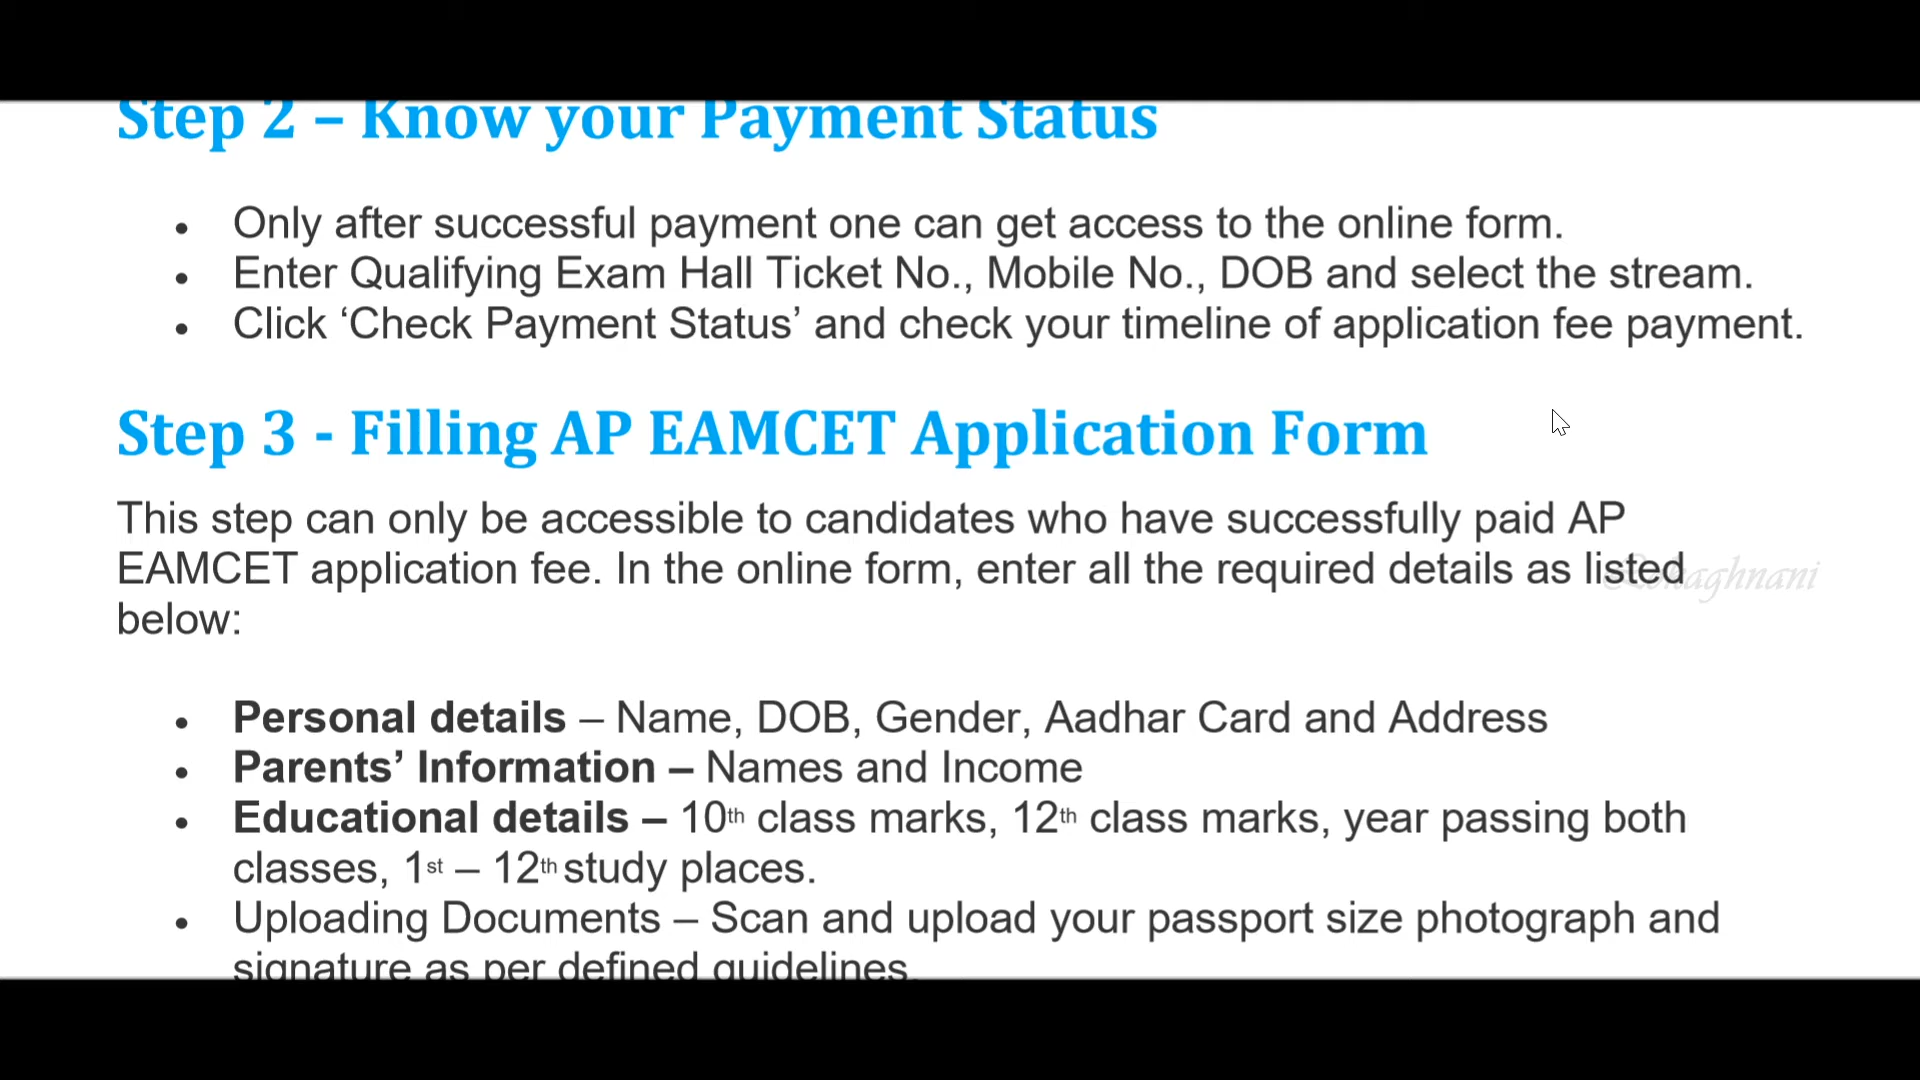 Step 2 – Know your Payment Status
• Only after successful payment one can get access to the online form.
• Enter Qualifying Exam Hall Ticket No., Mobile No., DOB and select the stream.
• Click ‘Check Payment Status’ and check your timeline of application fee payment.
Step 3 - Filling AP EAMCET Application Form
This step can only be accessible to candidates who have successfully paid AP
EAMCET application fee. In the online form, enter all the required details as listed
below:
• Personal details – Name, DOB, Gender, Aadhar Card and Address
• Parents’ Information – Names and Income
• Educational details – 10th class marks, 12th class marks, year passing both
classes, 1st – 12th study places.
• Uploading Documents – Scan and upload your passport size photograph and
signature as per defined guidelines.